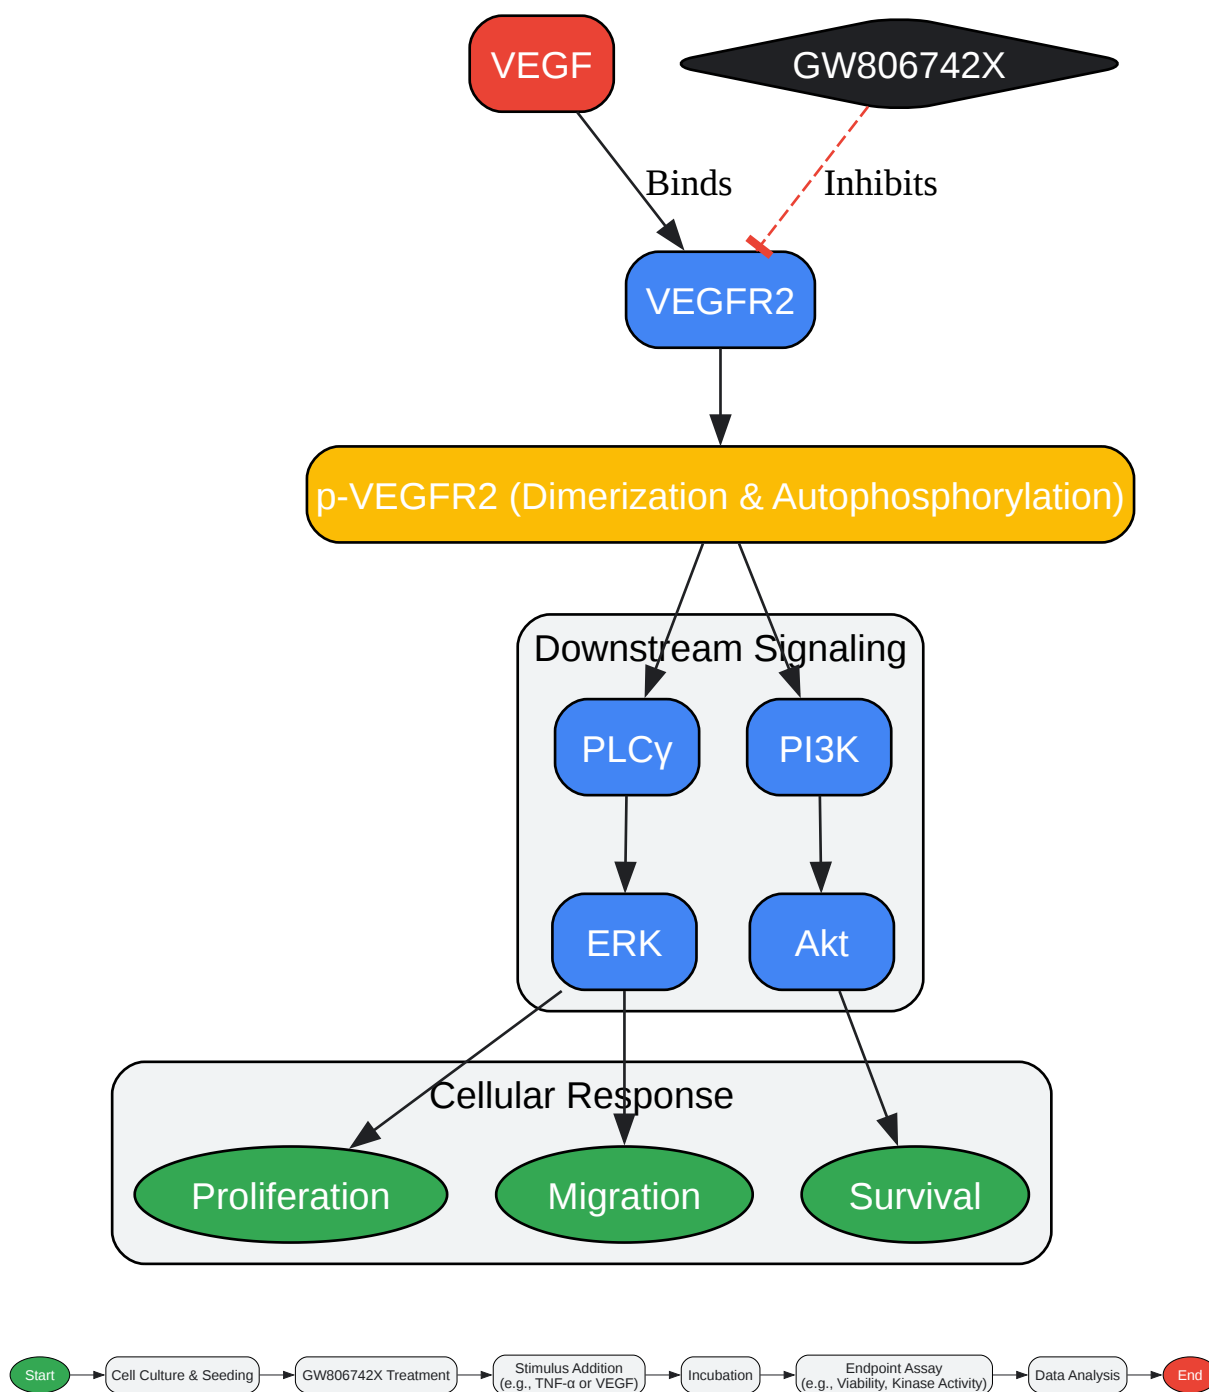 VEGF
GW806742X
Binds
Inhibits
VEGFR2
p-VEGFR2 (Dimerization & Autophosphorylation)
Downstream Signaling
PLCγ
PI3K
ERK
Akt
Cellular Response
Proliferation
Migration
Survival
Start
Cell Culture & Seeding
GW806742X Treatment
Stimulus Addition
(e.g., TNF-α or VEGF)
Incubation
Endpoint Assay
(e.g., Viability, Kinase Activity)
Data Analysis
End